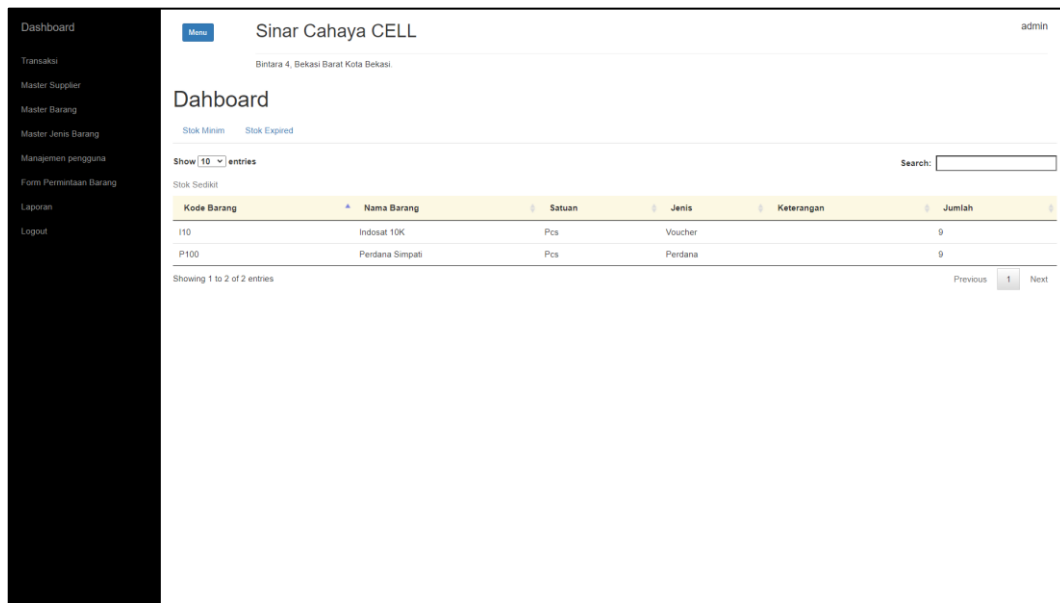 Dashboard
Transaksi
Master Supplier
Master Barang
Master Jenis Barang
Manajemen pengguna
Form Permintaan Barang
Laporan
Logout
Menu
Sinar Cahaya CELL
admin
Bintara 4, Bekasi Barat Kota Bekasi.
Dahboard
Stok Minim Stok Expired
Show 10 entries Search:
Stok Sedikit
Kode Barang Nama Barang Satuan Jenis Keterangan Jumlah
I10 Indosat 10K Pcs Voucher 9
P100 Perdana Simpati Pcs Perdana 9
Showing 1 to 2 of 2 entries Previous 1 Next